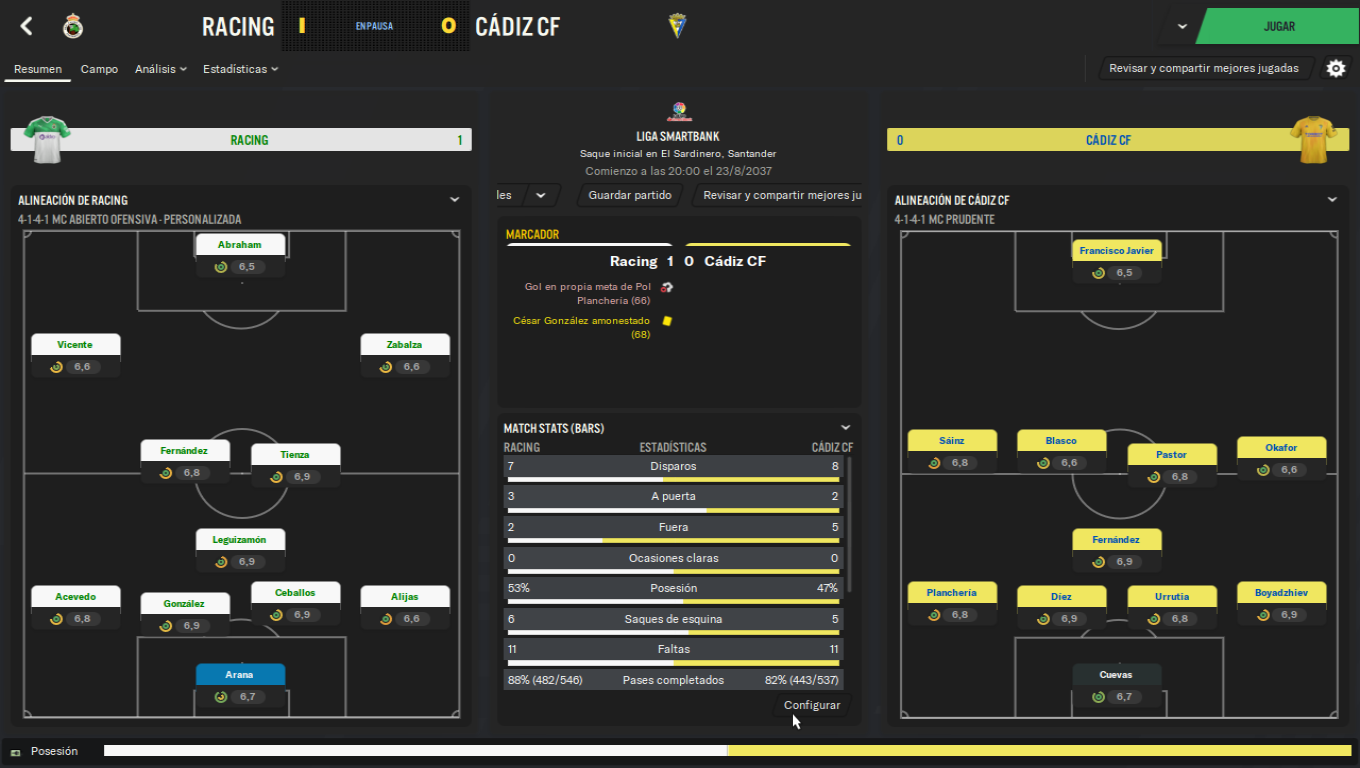 RACING 1 EN PAUSA 0 CÁDIZ CF
JUGAR
Resumen Campo Análisis Estadísticas
Revisar y compartir mejores jugadas
RACING 1
LIGA SMARTBANK
Saque inicial en El Sardinero, Santander
Comienzo a las 20:00 el 23/8/2037
0 CÁDIZ CF
les Guardar partido Revisar y compartir mejores ju
ALINEACIÓN DE RACING
4-1-4-1 MC ABIERTO OFENSIVA - PERSONALIZADA
Abraham
6,5
Vicente
6,6
Zabalza
6,6
Fernández
6,8
Tienza
6,9
Leguizamón
6,9
Acevedo
6,8
González
6,9
Ceballos
6,9
Alijas
6,6
Arana
6,7
MARCADOR
Racing 1 0 Cádiz CF
Gol en propia meta de Pol
Planchería (66)
César González amonestado
(68)
MATCH STATS (BARS)
RACING ESTADÍSTICAS CÁDIZ CF
7 Disparos 8
3 A puerta 2
2 Fuera 5
0 Ocasiones claras 0
53% Posesión 47%
6 Saques de esquina 5
11 Faltas 11
88% (482/546) Pases completados 82% (443/537)
Configurar
ALINEACIÓN DE CÁDIZ CF
4-1-4-1 MC PRUDENTE
Francisco Javier
6,5
Sáinz
6,8
Blasco
6,6
Pastor
6,8
Okafor
6,6
Fernández
6,9
Planchería
6,8
Díez
6,9
Urrutia
6,8
Boyadzhiev
6,9
Cuevas
6,7
Posesión